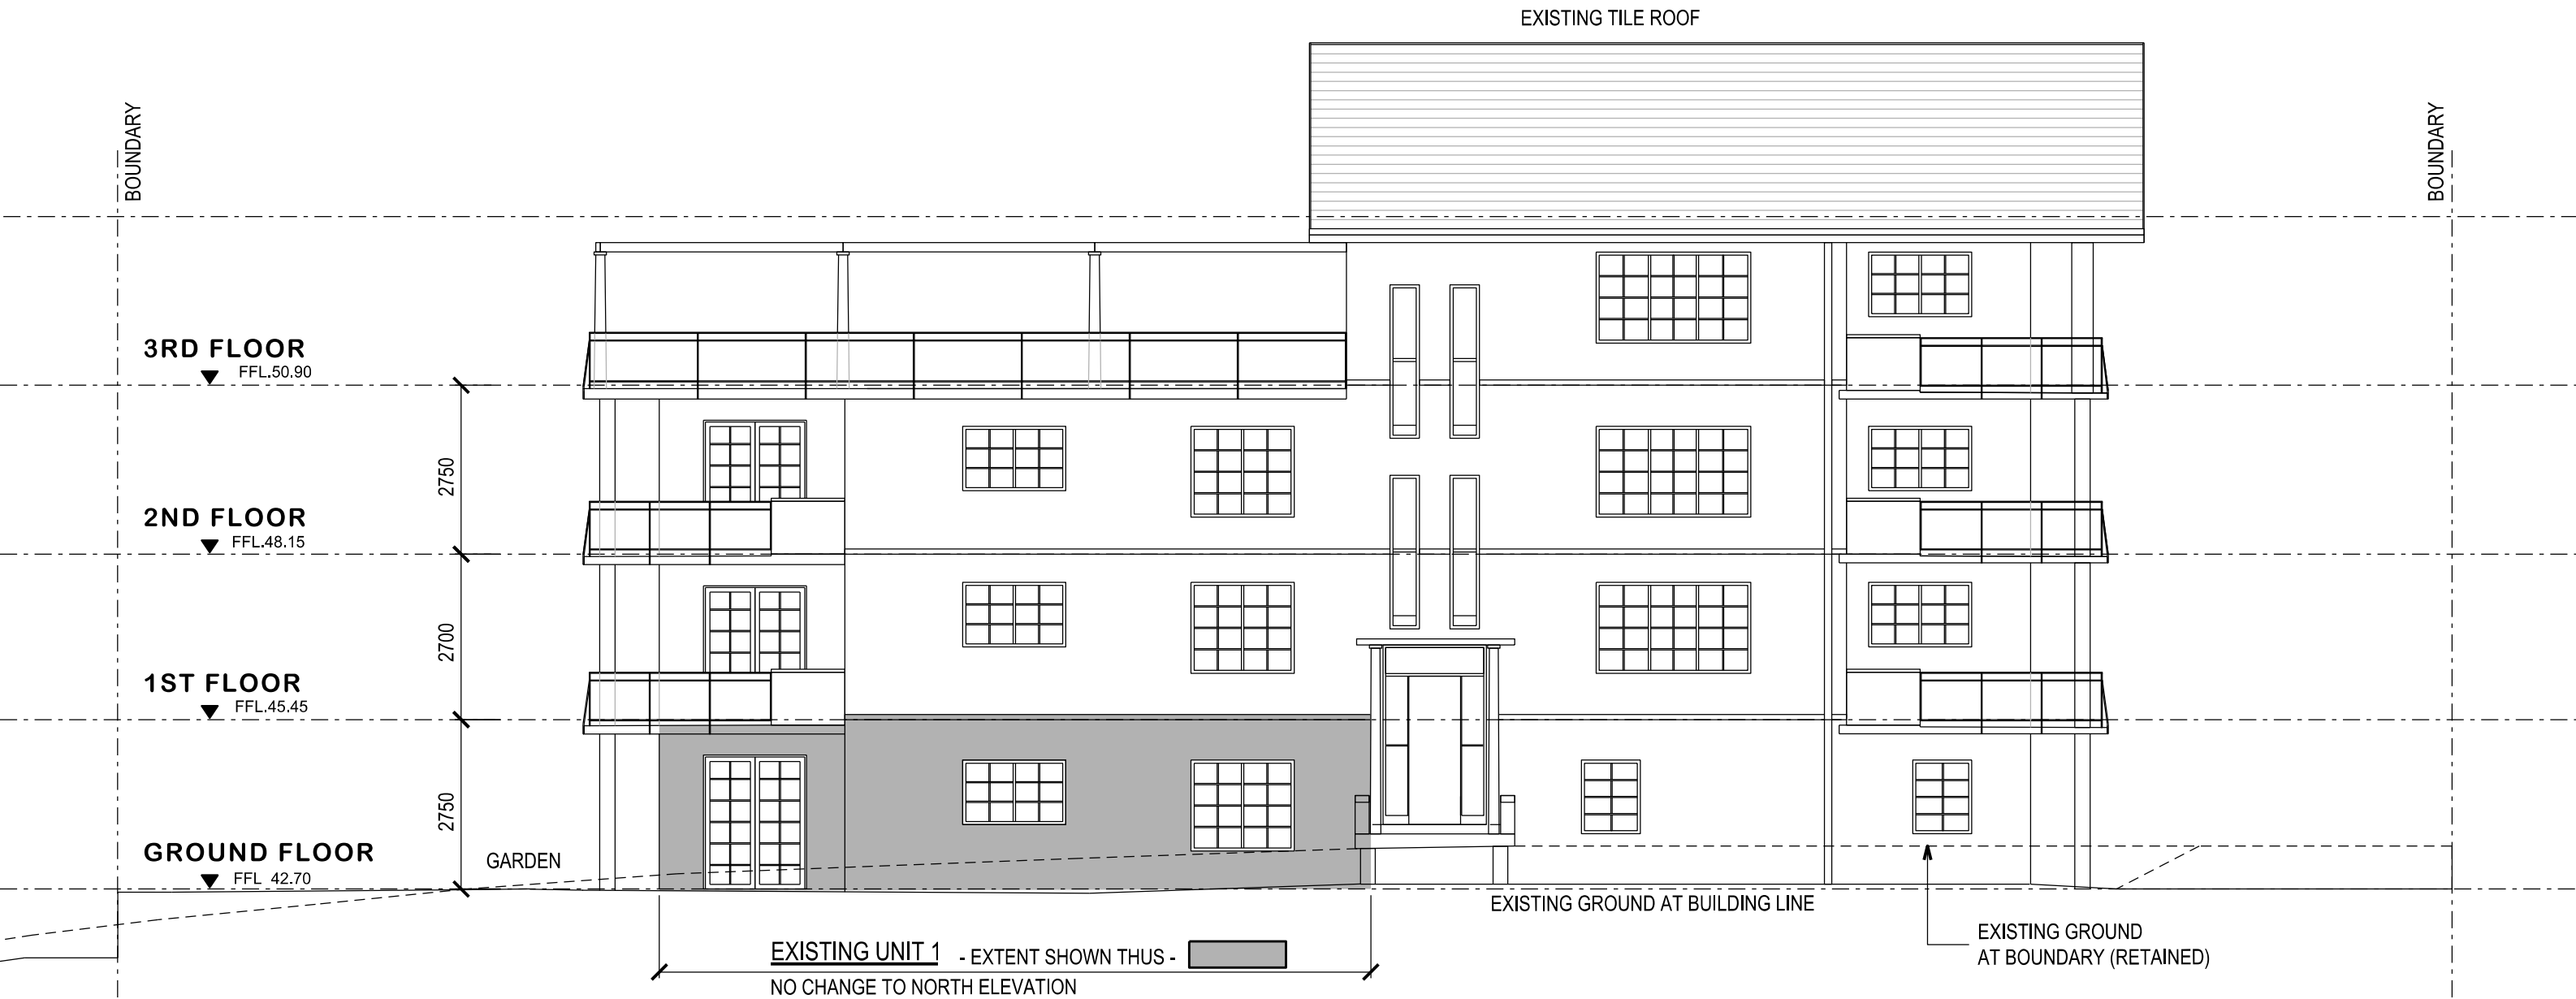 EXISTING TILE ROOF
BOUNDARY
BOUNDARY
3RD FLOOR
FFL.50.90
2750
2ND FLOOR
FFL.48.15
2700
1ST FLOOR
FFL.45.45
2750
GROUND FLOOR
FFL 42.70
GARDEN
EXISTING GROUND AT BUILDING LINE
EXISTING GROUND
AT BOUNDARY (RETAINED)
EXISTING UNIT 1 - EXTENT SHOWN THUS -
NO CHANGE TO NORTH ELEVATION